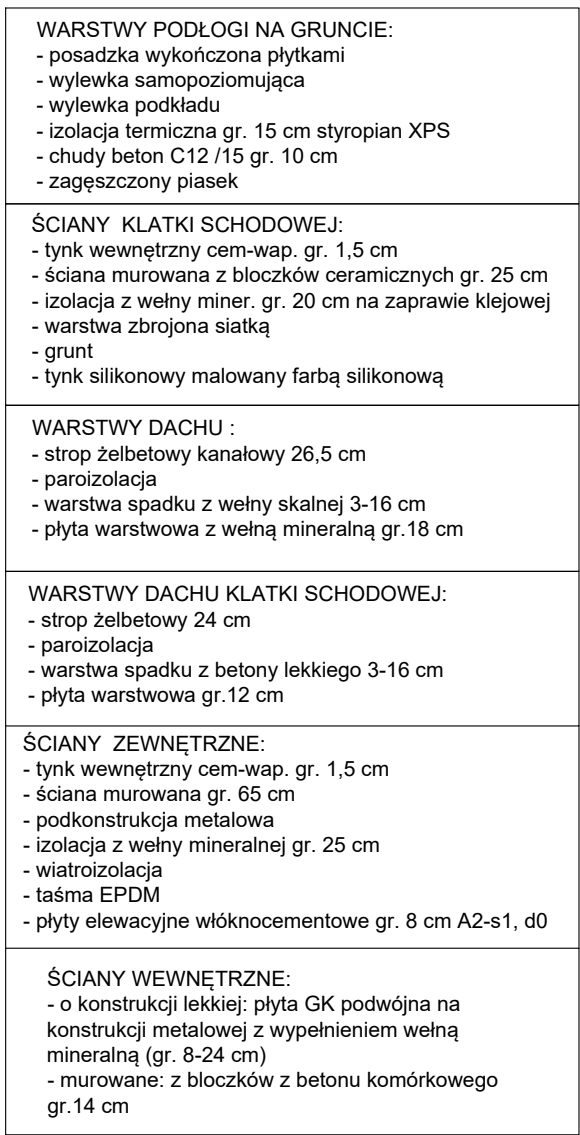 WARSTWY PODŁOGI NA GRUNCIE:
- posadzka wykończona płytkami
- wylewka samopoziomująca
- wylewka podkładu
- izolacja termiczna gr. 15 cm styropian XPS
- chudy beton C12 /15 gr. 10 cm
- zagęszczony piasek
ŚCIANY KLATKI SCHODOWEJ:
- tynk wewnętrzny cem-wap. gr. 1,5 cm
- ściana murowana z bloczków ceramicznych gr. 25 cm
- izolacja z wełny miner. gr. 20 cm na zaprawie klejowej
- warstwa zbrojona siatką
- grunt
- tynk silikonowy malowany farbą silikonową
WARSTWY DACHU :
- strop żelbetowy kanałowy 26,5 cm
- paroizolacja
- warstwa spadku z wełny skalnej 3-16 cm
- płyta warstwowa z wełną mineralną gr.18 cm
WARSTWY DACHU KLATKI SCHODOWEJ:
- strop żelbetowy 24 cm
- paroizolacja
- warstwa spadku z betony lekkiego 3-16 cm
- płyta warstwowa gr.12 cm
ŚCIANY ZEWNĘTRZNE:
- tynk wewnętrzny cem-wap. gr. 1,5 cm
- ściana murowana gr. 65 cm
- podkonstrukcja metalowa
- izolacja z wełny mineralnej gr. 25 cm
- wiatroizolacja
- taśma EPDM
- płyty elewacyjne włóknocementowe gr. 8 cm A2-s1, d0
ŚCIANY WEWNĘTRZNE:
- o konstrukcji lekkiej: płyta GK podwójna na
konstrukcji metalowej z wypełnieniem wełną
mineralną (gr. 8-24 cm)
- murowane: z bloczków z betonu komórkowego
gr.14 cm